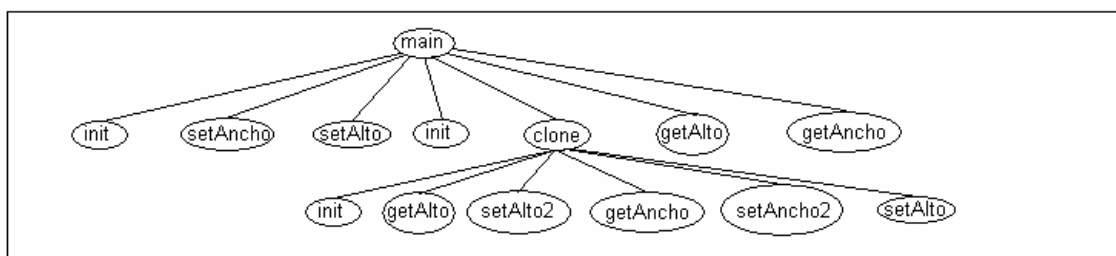 main
init setAncho setAlto init clone getAlto getAncho
init getAlto setAlto2 getAncho setAncho2 setAlto